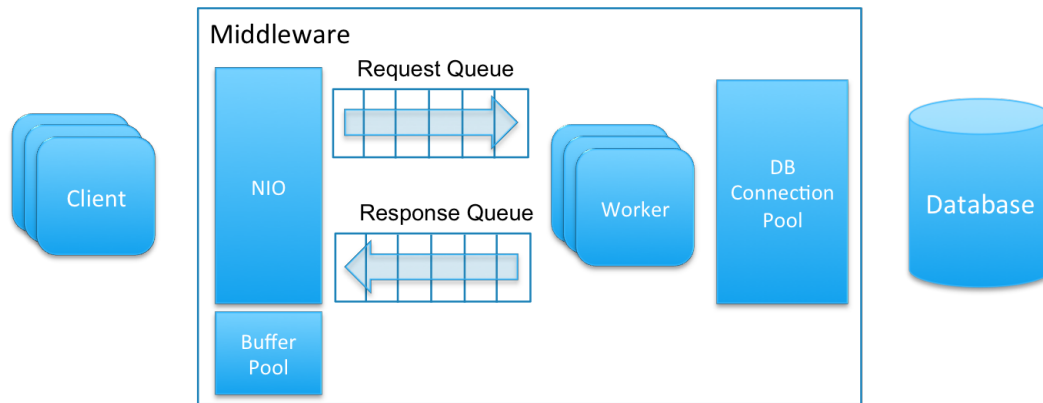 Middleware
Request Queue
Client
NIO
Response Queue
Worker
DB
Connection
Pool
Database
Buffer
Pool